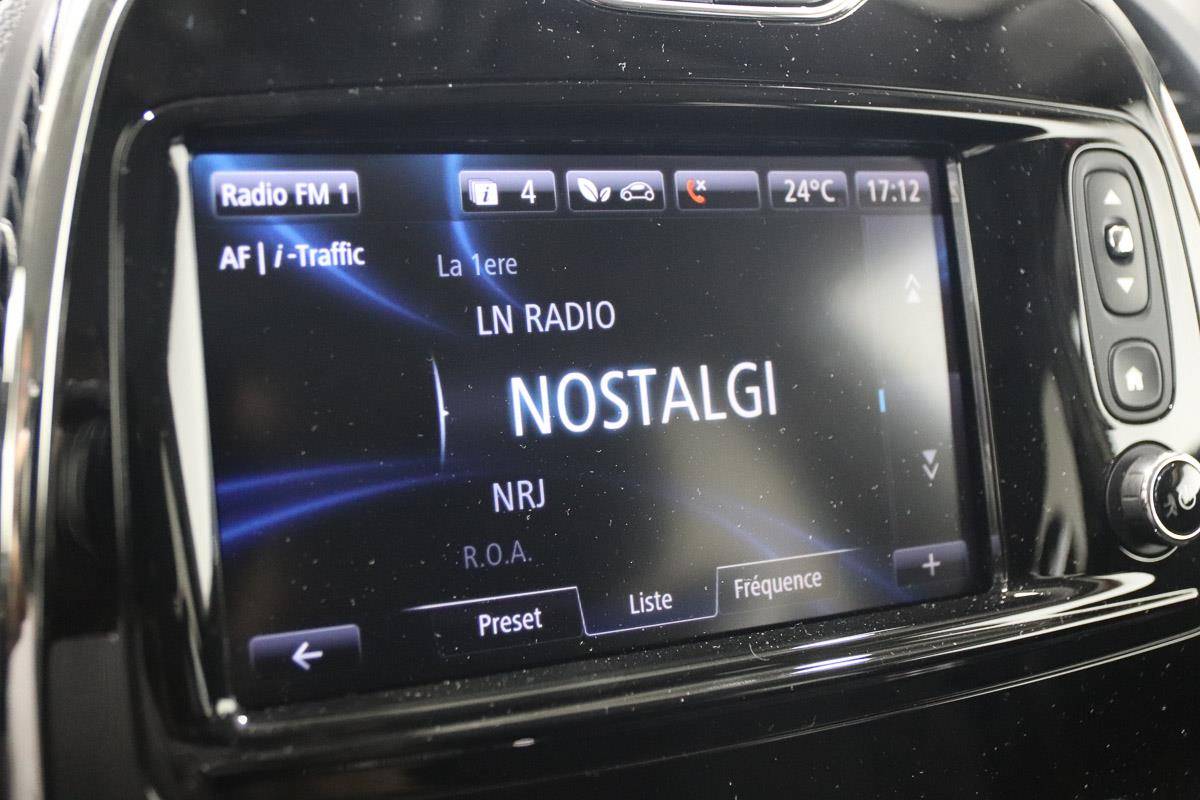 Radio FM 1
i 4
24°C
17:12
AF | i-Traffic
La 1ere
LN RADIO
NOSTALGI
NRJ
R.O.A.
Preset
Liste
Fréquence
+